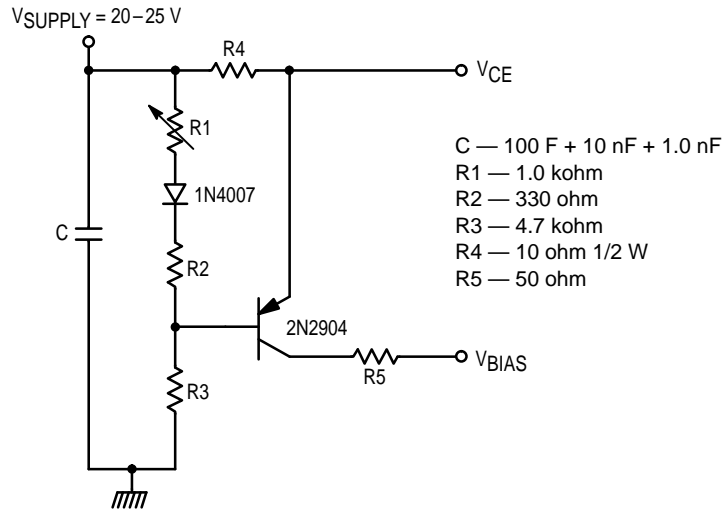 VSUPPLY = 20–25 V
R4
VCE
R1
C — 100 F + 10 nF + 1.0 nF
R1 — 1.0 kohm
R2 — 330 ohm
R3 — 4.7 kohm
R4 — 10 ohm 1/2 W
R5 — 50 ohm
1N4007
C
R2
2N2904
R5
VBIAS
R3